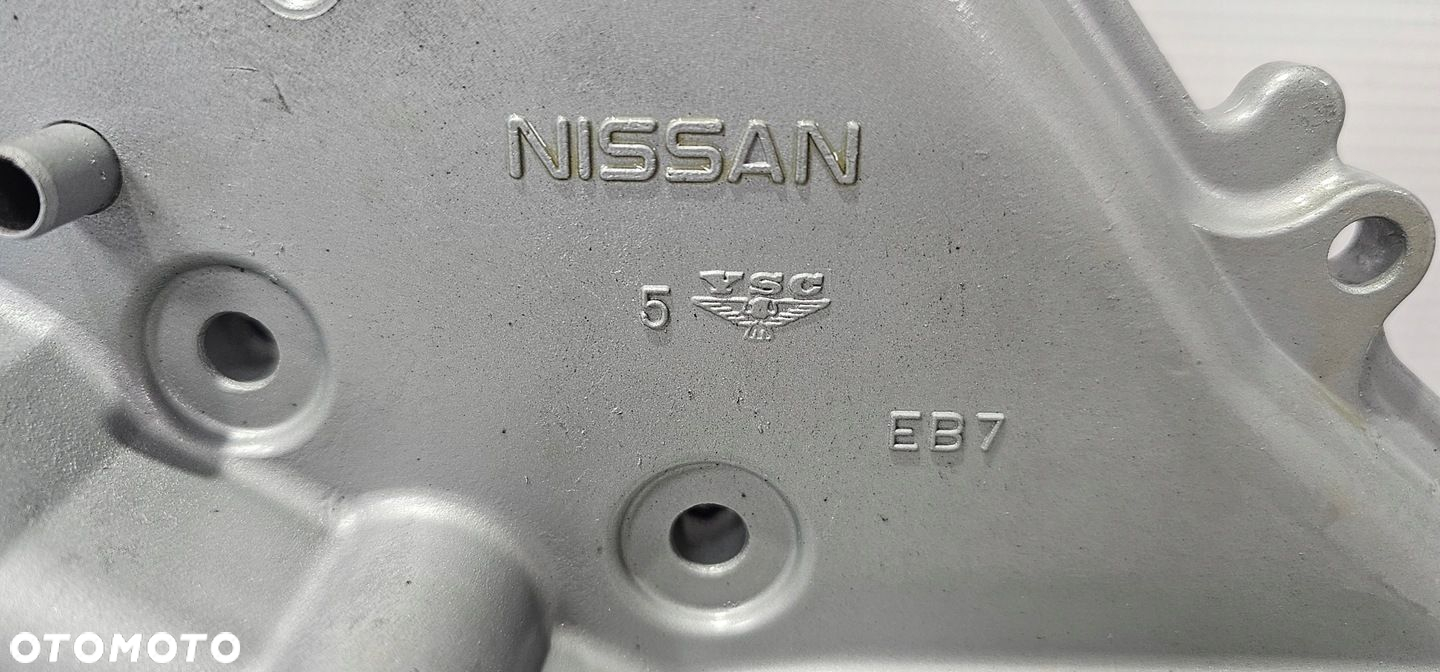 NISSAN
5 YSC
EB7
OTOMOTO